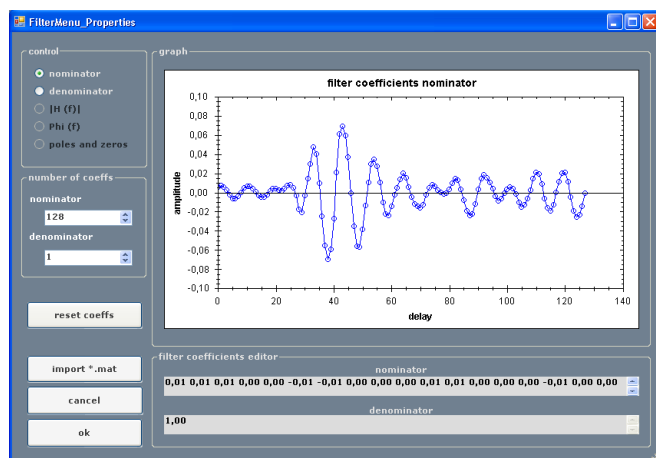 FilterMenu_Properties
control
nominator
denominator
|H (f)|
Phi (f)
poles and zeros
number of coeffs
nominator
128
denominator
1
reset coeffs
import *.mat
cancel
ok
graph
filter coefficients nominator
amplitude
0,10
0,08
0,06
0,04
0,02
0,00
-0,02
-0,04
-0,06
-0,08
-0,10
0 20 40 60 80 100 120 140
delay
filter coefficients editor
nominator
0,01 0,01 0,01 0,00 0,00 -0,01 -0,01 0,00 0,00 0,00 0,01 0,01 0,00 0,00 0,00 -0,01 0,00 0,00
denominator
1,00